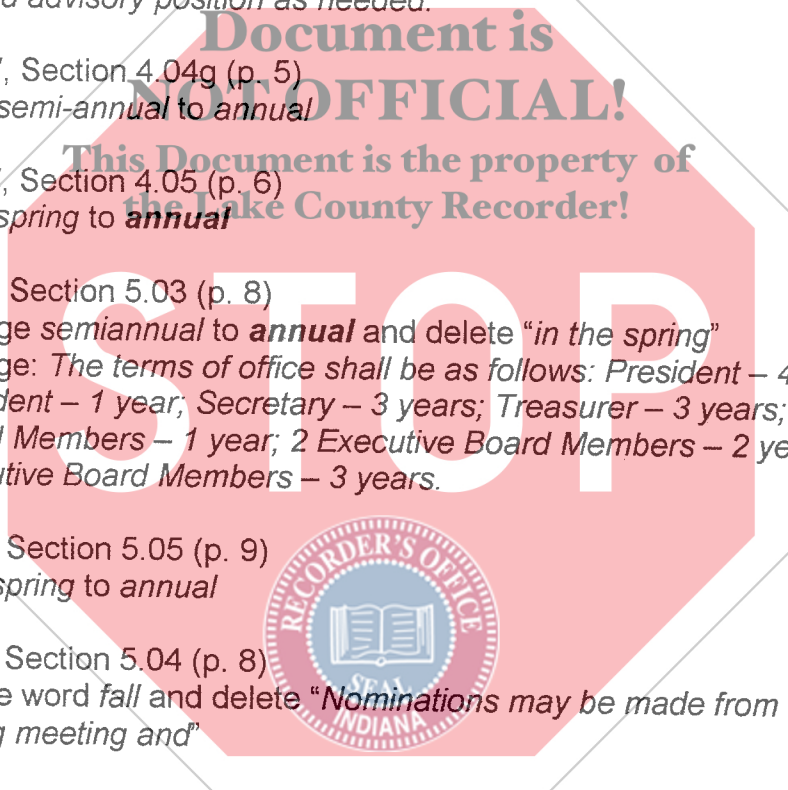 d advisory position as needed.
Document is
, Section 4.04g (p. 5)
NOT OFFICIAL!
semi-annual to annual
This Document is the property of
, Section 4.05 (p. 6)
the Lake County Recorder!
spring to annual
STOP
Section 5.03 (p. 8)
ge semiannual to annual and delete “in the spring”
ge: The terms of office shall be as follows: President – 4
dent – 1 year; Secretary – 3 years; Treasurer – 3 years;
d Members – 1 year; 2 Executive Board Members – 2 ye
utive Board Members – 3 years.
Section 5.05 (p. 9)
spring to annual
RECORDER'S OFFICE
SEAL
INDIANA
Section 5.04 (p. 8)
e word fall and delete “Nominations may be made from
g meeting and”